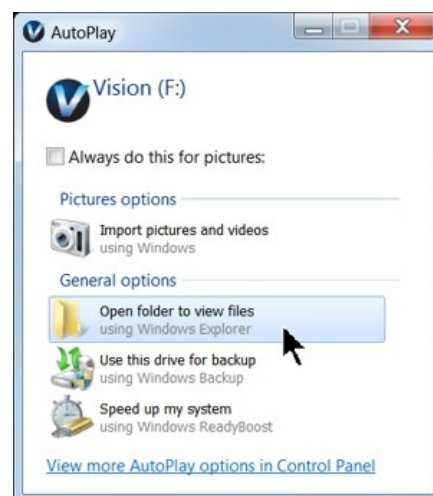 AutoPlay
Vision (F:)
Always do this for pictures:
Pictures options
Import pictures and videos
using Windows
General options
Open folder to view files
using Windows Explorer
Use this drive for backup
using Windows Backup
Speed up my system
using Windows ReadyBoost
View more AutoPlay options in Control Panel